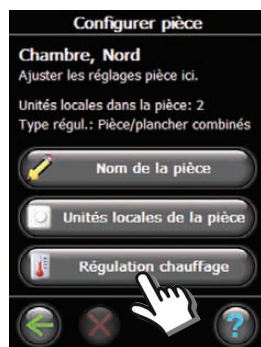 Configurer pièce
Chambre, Nord
Ajuster les réglages pièce ici.
Unités locales dans la pièce: 2
Type régul.: Pièce/plancher combinés
Nom de la pièce
Unités locales de la pièce
Régulation chauffage
?